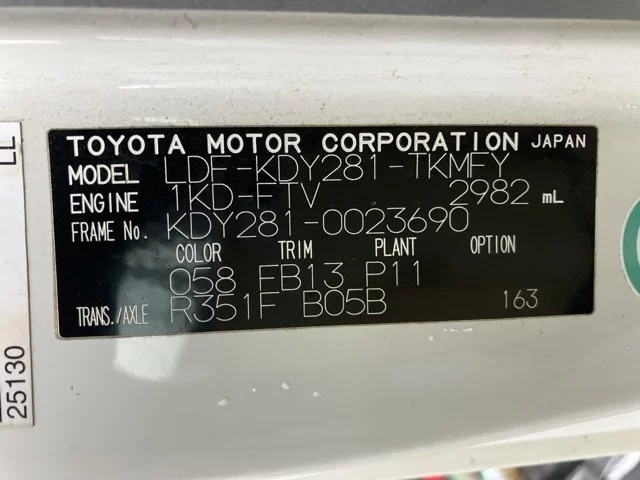 TOYOTA MOTOR CORPORATION JAPAN
MODEL LDF-KDY281-TKMFY
ENGINE 1KD-FTV 2982 mL
FRAME No. KDY281-0023690
COLOR TRIM PLANT OPTION
058 EB13 P11
TRANS./AXLE R351F B05B 163
LL
25130